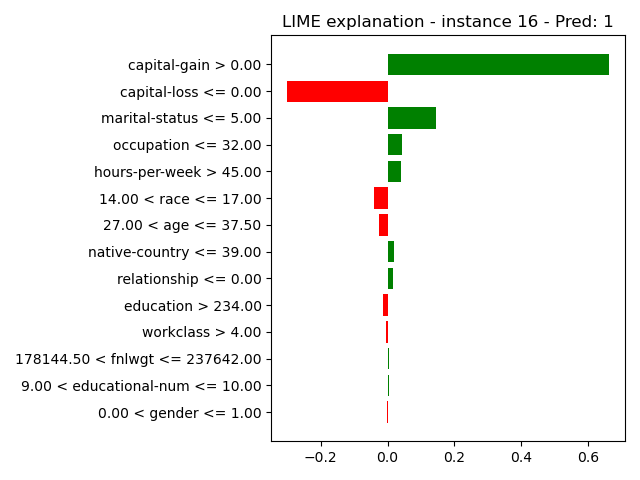 LIME explanation - instance 16 - Pred: 1
capital-gain > 0.00
capital-loss <= 0.00
marital-status <= 5.00
occupation <= 32.00
hours-per-week > 45.00
14.00 < race <= 17.00
27.00 < age <= 37.50
native-country <= 39.00
relationship <= 0.00
education > 234.00
workclass > 4.00
178144.50 < fnlwgt <= 237642.00
9.00 < educational-num <= 10.00
0.00 < gender <= 1.00
−0.2 0.0 0.2 0.4 0.6